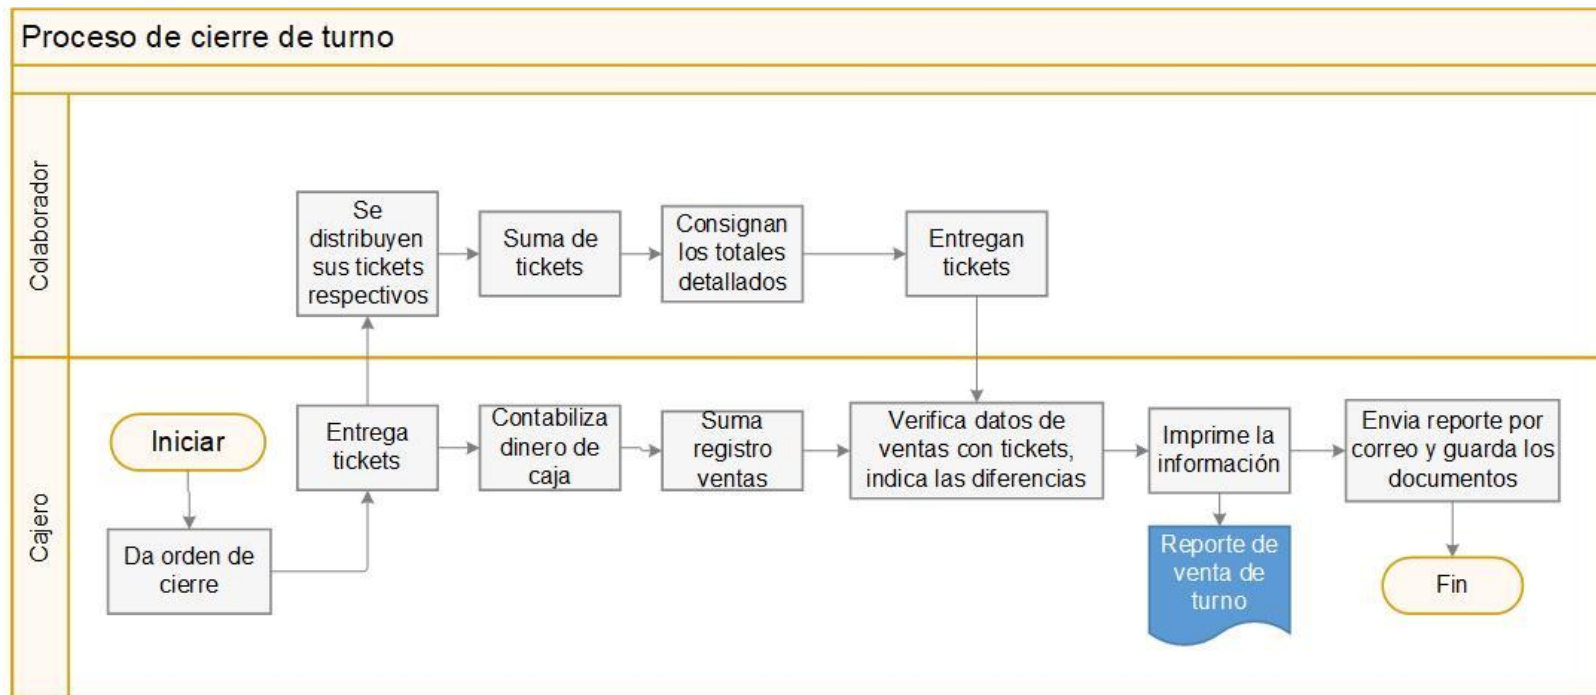 Proceso de cierre de turno
Colaborador
Se
distribuyen
sus tickets
respectivos
Suma de
tickets
Consignan
los totales
detallados
Entregan
tickets
Cajero
Iniciar
Da orden de
cierre
Entrega
tickets
Contabiliza
dinero de
caja
Suma
registro
ventas
Verifica datos de
ventas con tickets,
indica las diferencias
Imprime la
información
Reporte de
venta de
turno
Envia reporte por
correo y guarda los
documentos
Fin